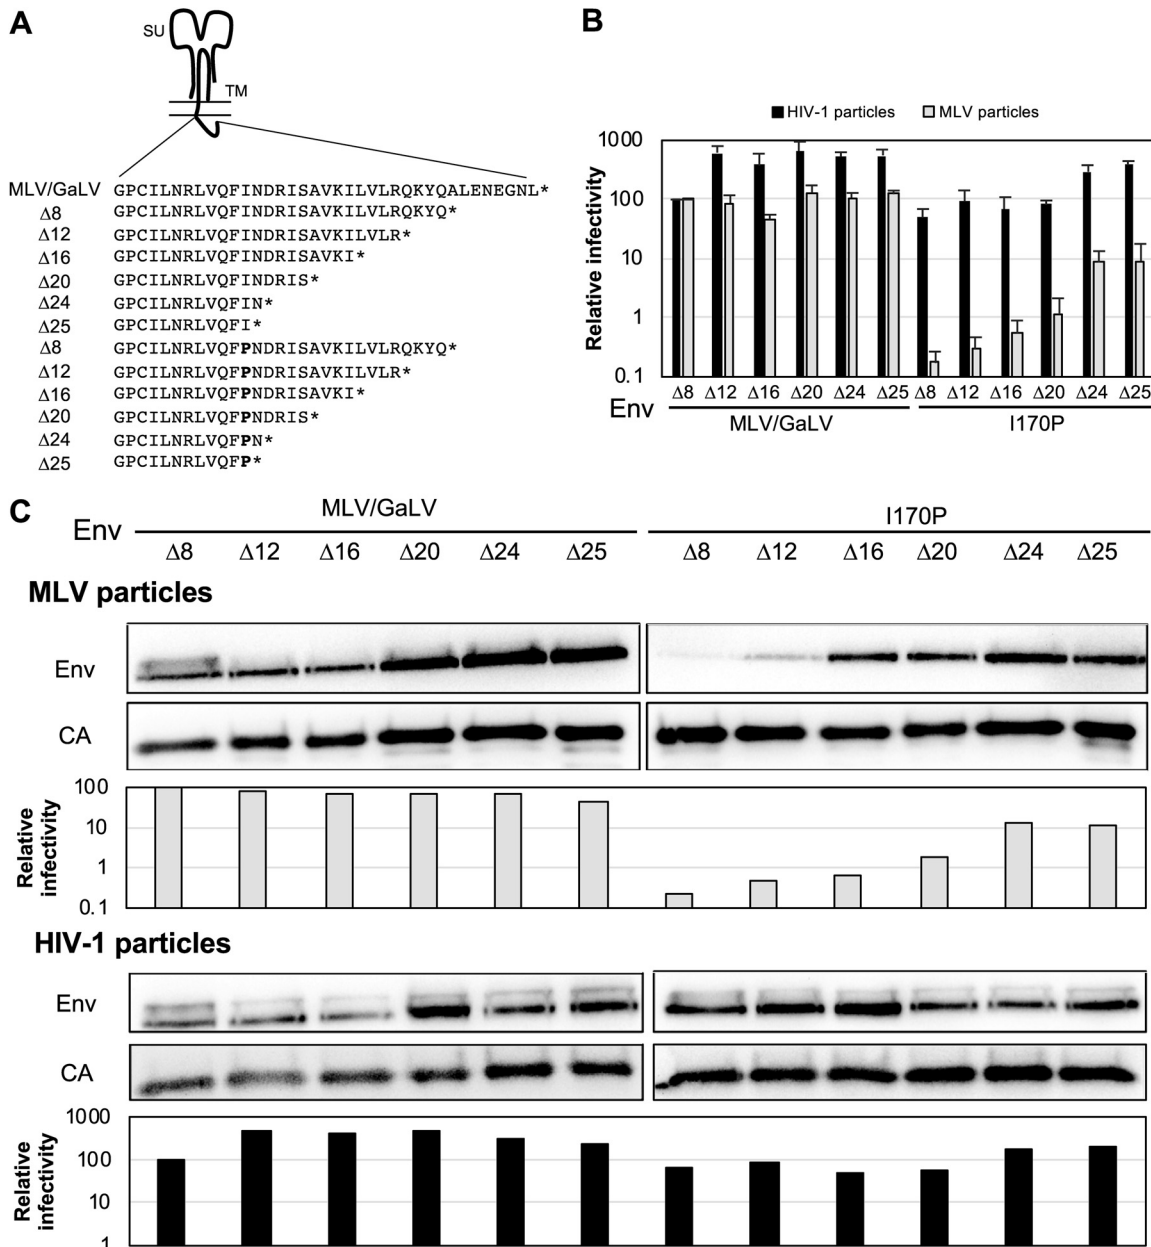 A
SU
TM
MLV/GaLV GPCILNRLVQFINDRISAVKILVLRQKYQALENEGNL*
Δ8 GPCILNRLVQFINDRISAVKILVLRQKYQ*
Δ12 GPCILNRLVQFINDRISAVKILVLR*
Δ16 GPCILNRLVQFINDRISAVKI*
Δ20 GPCILNRLVQFINDRIS*
Δ24 GPCILNRLVQFIN*
Δ25 GPCILNRLVQFI*
Δ8 GPCILNRLVQFPNDRISAVKILVLRQKYQ*
Δ12 GPCILNRLVQFPNDRISAVKILVLR*
Δ16 GPCILNRLVQFPNDRISAVKI*
Δ20 GPCILNRLVQFPNDRIS*
Δ24 GPCILNRLVQFPN*
Δ25 GPCILNRLVQFP*
B
HIV-1 particles MLV particles
Relative infectivity
1000
100
10
1
0.1
Δ8 Δ12 Δ16 Δ20 Δ24 Δ25 Δ8 Δ12 Δ16 Δ20 Δ24 Δ25
Env
MLV/GaLV I170P
C
Env MLV/GaLV I170P
Δ8 Δ12 Δ16 Δ20 Δ24 Δ25 Δ8 Δ12 Δ16 Δ20 Δ24 Δ25
MLV particles
Env
CA
Relative
infectivity
100
10
1
0.1
HIV-1 particles
Env
CA
Relative
infectivity
1000
100
10
1